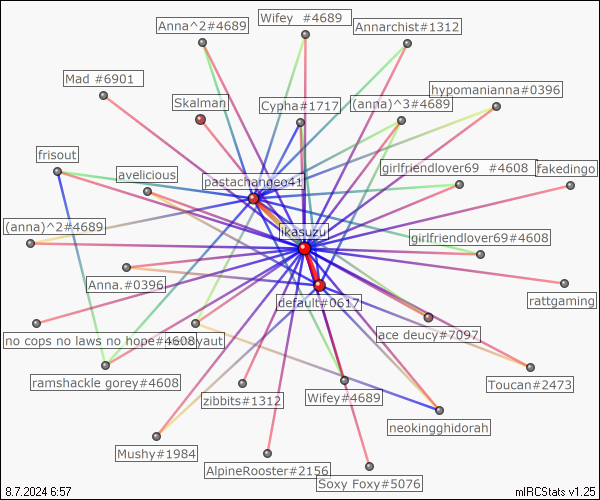 Anna^2#4689
Wifey  #4689
Annarchist#1312
Mad #6901
hypomanianna#0396
Skalman
Cypha#1717
(anna)^3#4689
frisout
avelicious
pastachangeo41
girlfriendlover69  #4608
fakedingo
(anna)^2#4689
ikasuzu
girlfriendlover69#4608
Anna.#0396
default#0617
rattgaming
no cops no laws no hope#4608
yaut
ace deucy#7097
ramshackle gorey#4608
zibbits#1312
Wifey#4689
Toucan#2473
neokingghidorah
Mushy#1984
AlpineRooster#2156
Soxy Foxy#5076
8.7.2024 6:57
mIRCStats v1.25